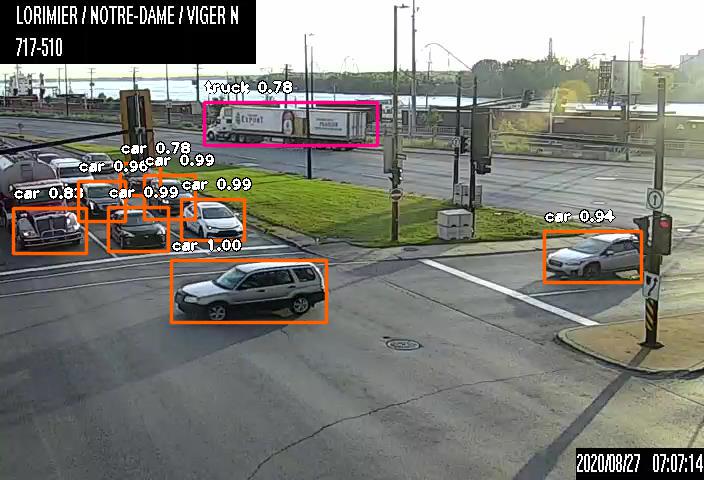 LORIMIER / NOTRE-DAME / VIGER N
717-510
truck 0.78
EXPORT
car 0.78
car 0.96
car 0.99
car 0.83
car 0.99
car 0.99
car 0.94
car 1.00
2020/08/27 07:07:14